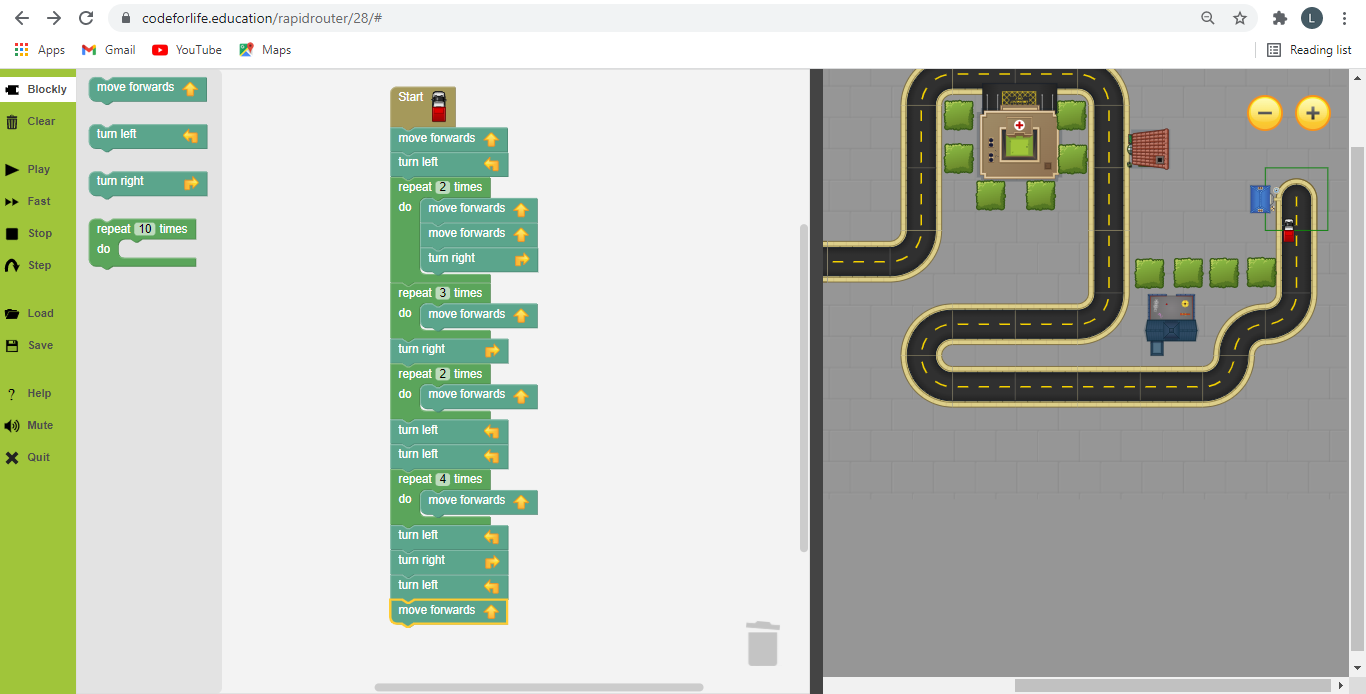 codeforlife.education/rapidrouter/28/#
L
Apps Gmail YouTube Maps Reading list
Blockly
Clear
Play
Fast
Stop
Step
Load
Save
Help
Mute
Quit
move forwards
turn left
turn right
repeat 10 times
do
Start
move forwards
turn left
repeat 2 times
do move forwards
move forwards
turn right
repeat 3 times
do move forwards
turn right
repeat 2 times
do move forwards
turn left
turn left
repeat 4 times
do move forwards
turn left
turn right
turn left
move forwards